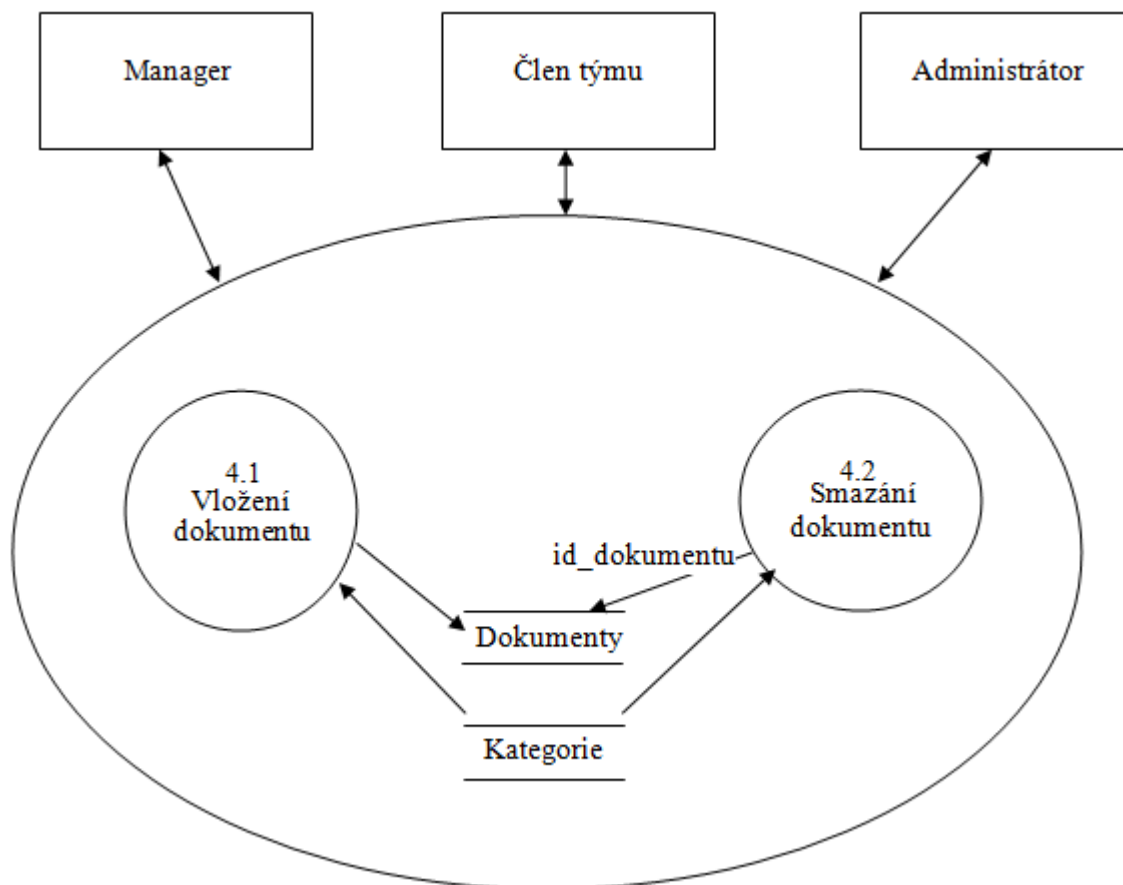 Manager
Člen týmu
Administrátor
4.1
Vložení
dokumentu
4.2
Smazání
dokumentu
id_dokumentu
Dokumenty
Kategorie